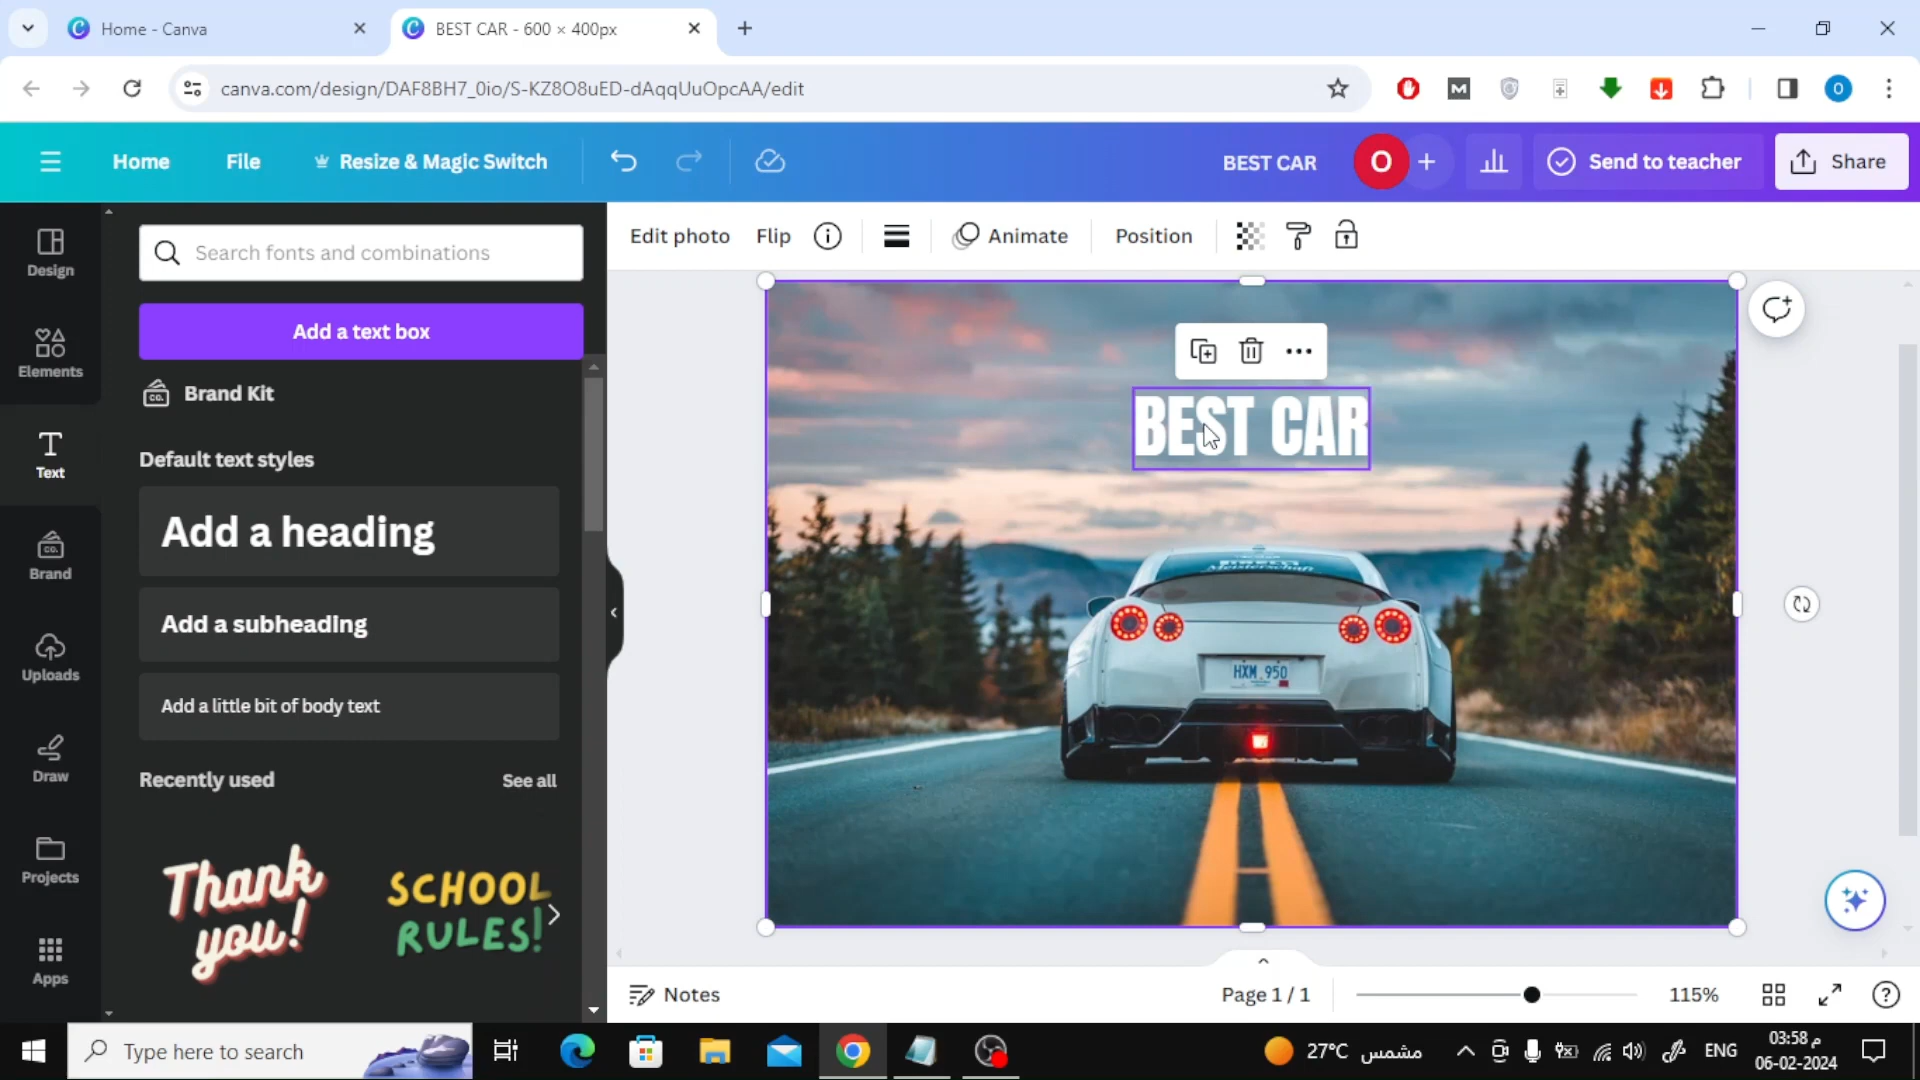 Home - Canva
BEST CAR - 600 × 400px
canva.com/design/DAF8BH7_0io/S-KZ8O8uED-dAqqUuOpcAA/edit
Home
File
Resize & Magic Switch
BEST CAR
O
Send to teacher
Share
Design
Elements
Text
Brand
Uploads
Draw
Projects
Apps
Search fonts and combinations
Add a text box
Brand Kit
Default text styles
Add a heading
Add a subheading
Add a little bit of body text
Recently used
See all
Thank you!
SCHOOL RULES!
Edit photo
Flip
Animate
Position
BEST CAR
Meisterschaft
HXM 950
Notes
Page 1 / 1
115%
Type here to search
27°C مشمس
ENG
03:58 م
06-02-2024